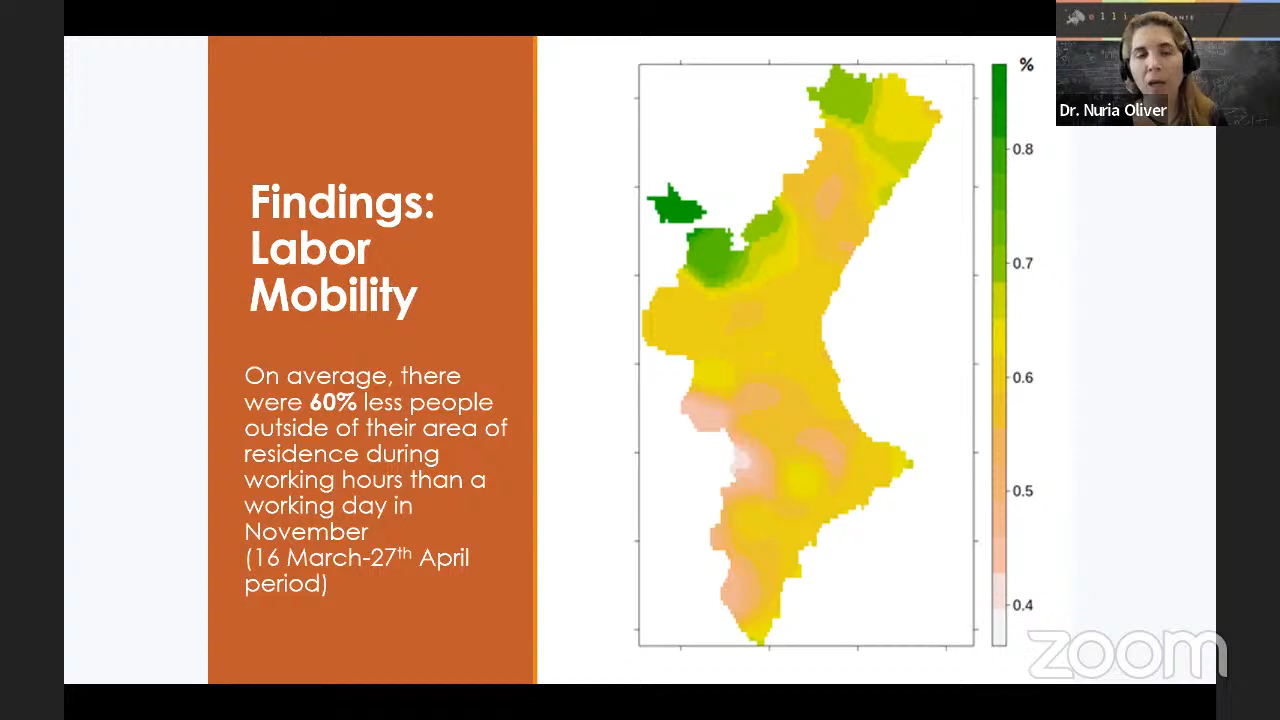 Findings:
Labor
Mobility
On average, there
were 60% less people
outside of their area of
residence during
working hours than a
working day in
November
(16 March-27th April
period)
%
0.8
0.7
0.6
0.5
0.4
Dr. Nuria Oliver
zoom